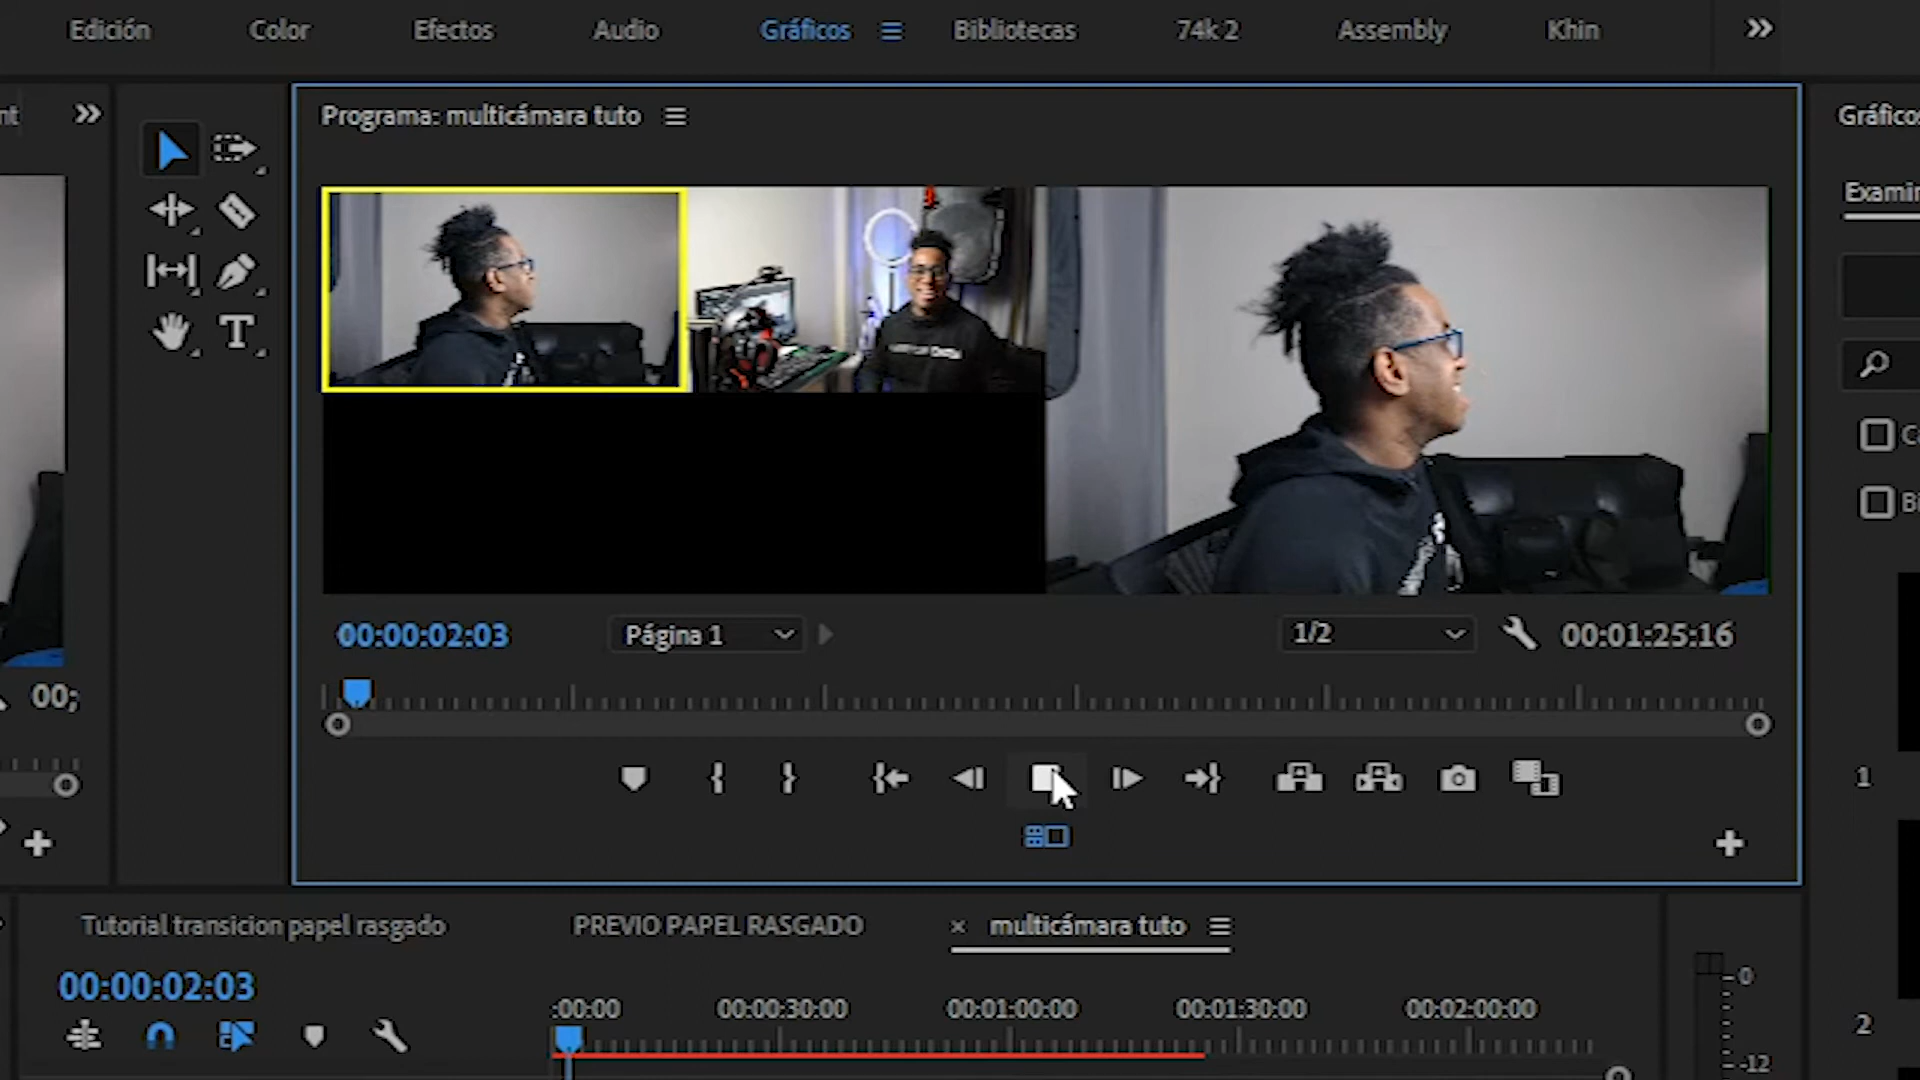 Edición Color Efectos Audio Gráficos Bibliotecas 74k 2 Assembly Khin
Programa: multicámara tuto
Gráficos
Examin
00:00:02:03 Página 1 1/2 00:01:25:16
00;
1
2
Tutorial transicion papel rasgado PREVIO PAPEL RASGADO × multicámara tuto
00:00:02:03
:00:00 00:00:30:00 00:01:00:00 00:01:30:00 00:02:00:00
0
-12